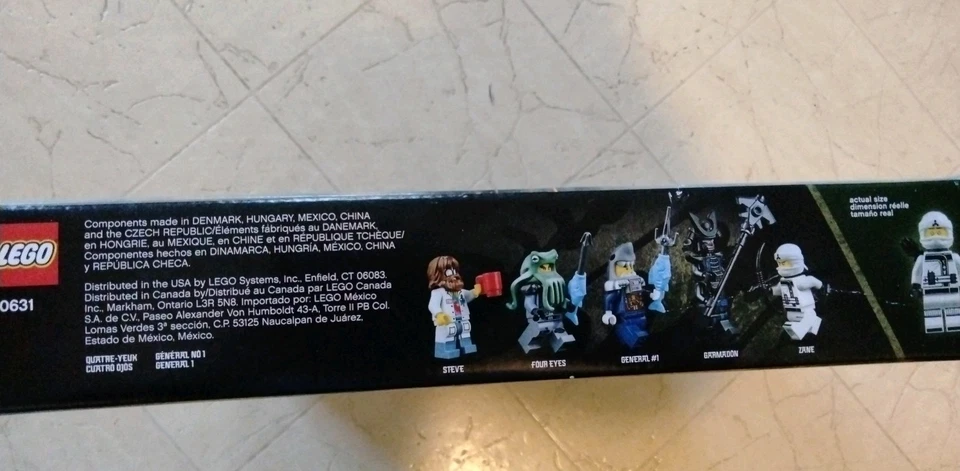 LEGO
0631
Components made in DENMARK, HUNGARY, MEXICO, CHINA
and the CZECH REPUBLIC/Éléments fabriqués au DANEMARK,
en HONGRIE, au MEXIQUE, en CHINE et en RÉPUBLIQUE TCHÈQUE/
Componentes hechos en DINAMARCA, HUNGRÍA, MÉXICO, CHINA
y REPÚBLICA CHECA.
Distributed in the USA by LEGO Systems, Inc., Enfield, CT 06083.
Distributed in Canada by/Distribué au Canada par LEGO Canada
Inc., Markham, Ontario L3R 5N8. Importado por: LEGO México
S.A. de C.V., Paseo Alexander Von Humboldt 43-A, Torre II PB Col.
Lomas Verdes 3ª sección, C.P. 53125 Naucalpan de Juárez,
Estado de México, México.
QUATRE-YEUX GÉNÉRAL NO 1
CUATRO OJOS GENERAL 1
STEVE
FOUR EYES
GENERAL #1
GARMADON
ZANE
actual size
dimension réelle
tamaño real